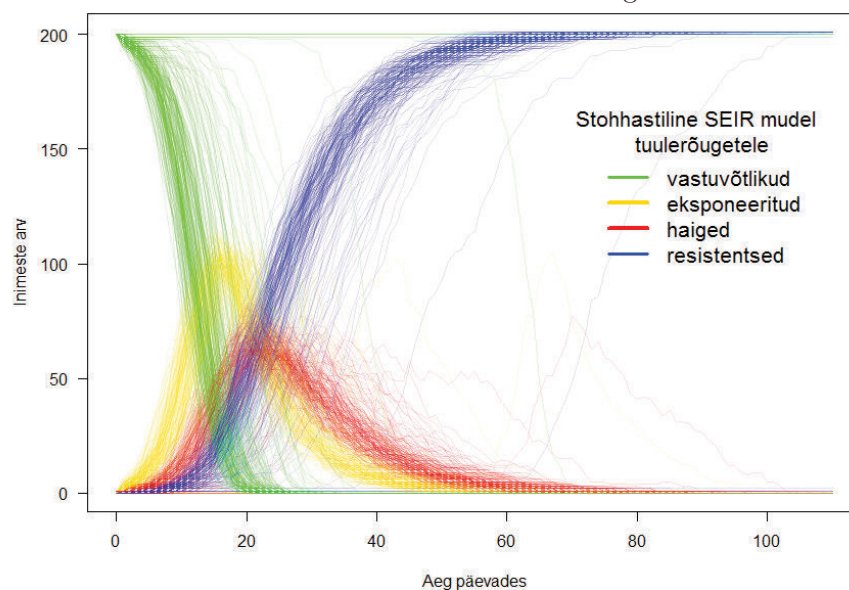 200
150
100
50
0
Inimeste arv
Stohhastiline SEIR mudel
tuulerõugetele
vastuvõtlikud
eksponeeritud
haiged
resistentsed
0 20 40 60 80 100
Aeg päevades